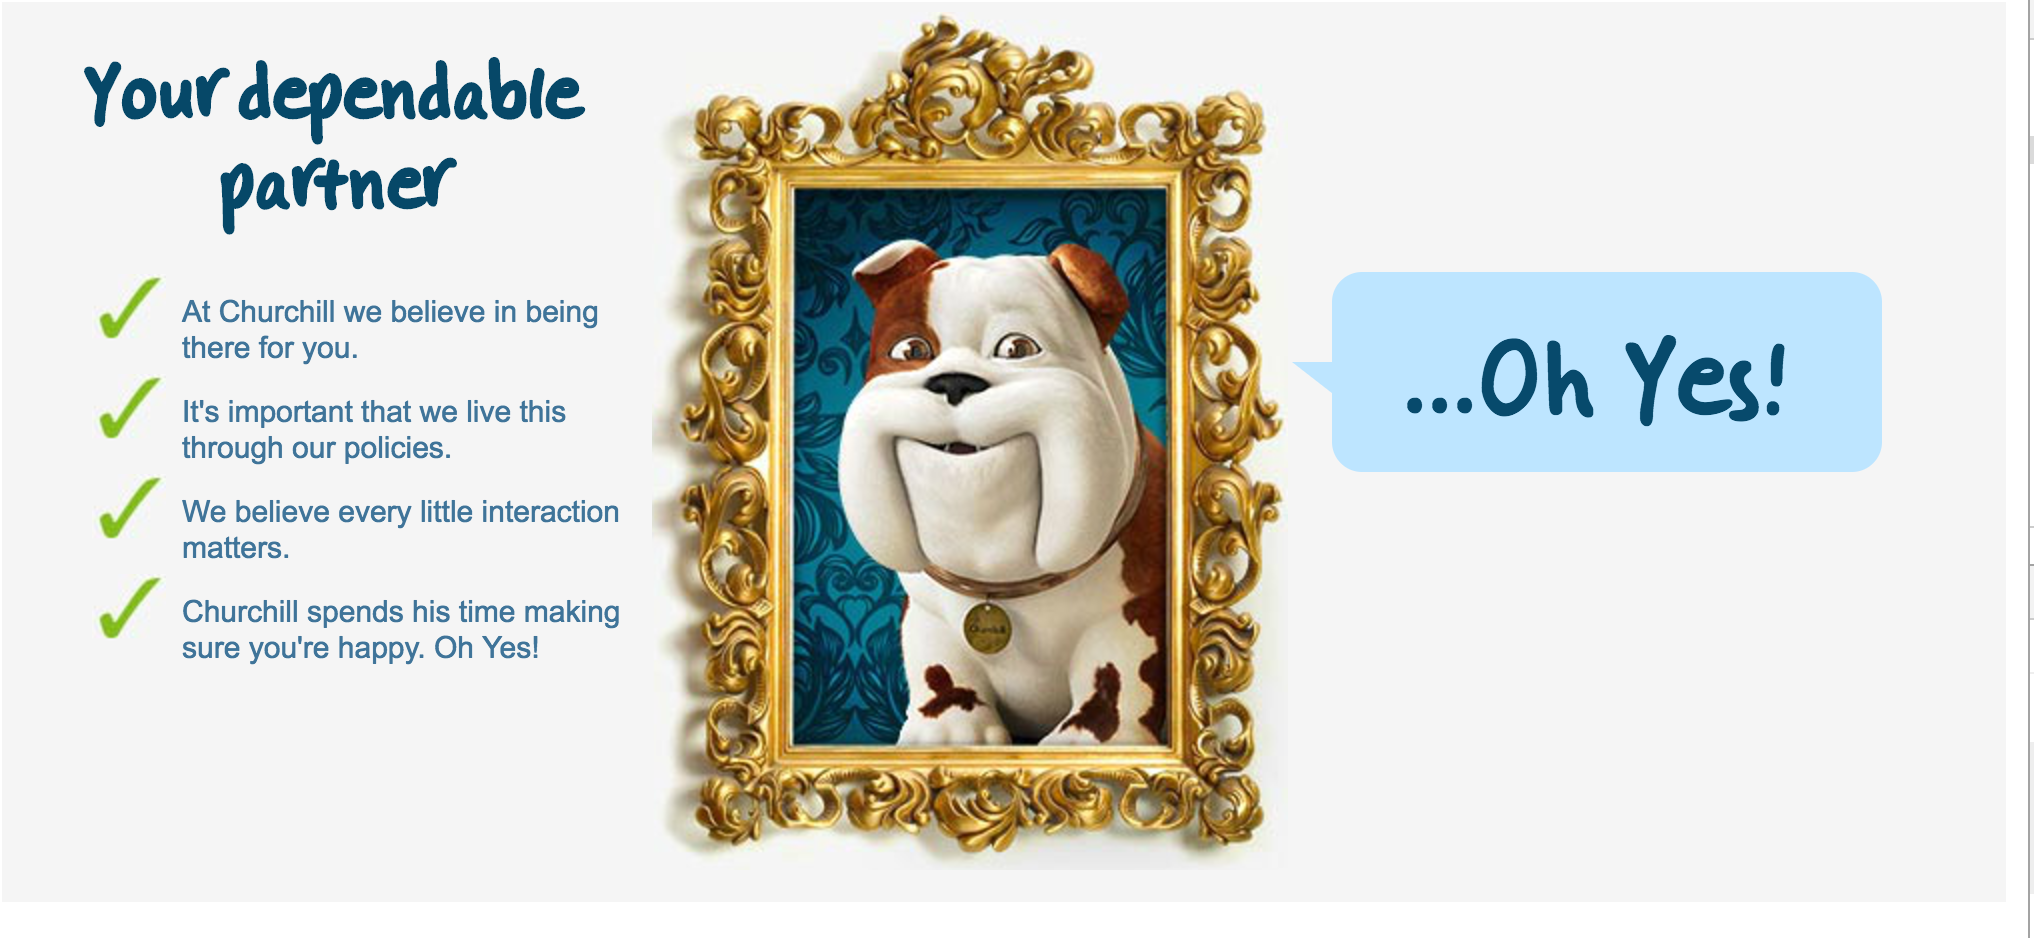 Your dependable
partner
At Churchill we believe in being
there for you.
It's important that we live this
through our policies.
We believe every little interaction
matters.
Churchill spends his time making
sure you're happy. Oh Yes!
Churchill
...Oh Yes!